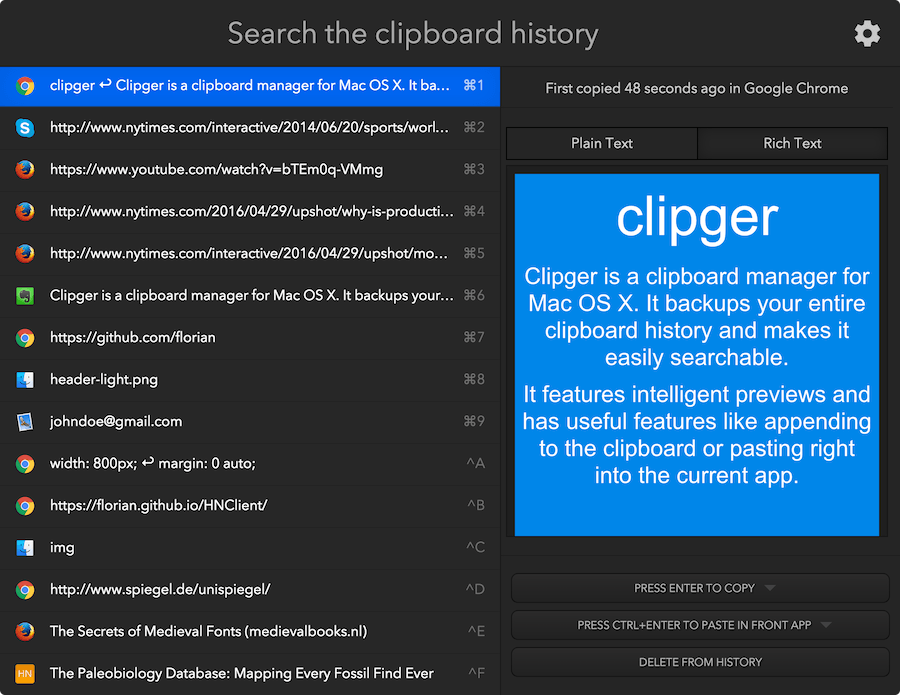 Search the clipboard history
clipger ↩ Clipger is a clipboard manager for Mac OS X. It ba... ⌘1
http://www.nytimes.com/interactive/2014/06/20/sports/worl... ⌘2
https://www.youtube.com/watch?v=bTEm0q-VMmg ⌘3
http://www.nytimes.com/2016/04/29/upshot/why-is-producti... ⌘4
http://www.nytimes.com/interactive/2016/04/29/upshot/mo... ⌘5
Clipger is a clipboard manager for Mac OS X. It backups your... ⌘6
https://github.com/florian ⌘7
header-light.png ⌘8
johndoe@gmail.com ⌘9
width: 800px; ↩ margin: 0 auto; ^A
https://florian.github.io/HNClient/ ^B
img ^C
http://www.spiegel.de/unispiegel/ ^D
The Secrets of Medieval Fonts (medievalbooks.nl) ^E
HN The Paleobiology Database: Mapping Every Fossil Find Ever ^F
First copied 48 seconds ago in Google Chrome
Plain Text Rich Text
clipger
Clipger is a clipboard manager for
Mac OS X. It backups your entire
clipboard history and makes it
easily searchable.
It features intelligent previews and
has useful features like appending
to the clipboard or pasting right
into the current app.
PRESS ENTER TO COPY
PRESS CTRL+ENTER TO PASTE IN FRONT APP
DELETE FROM HISTORY